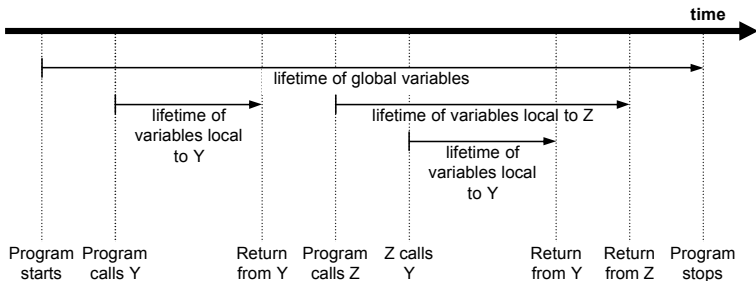 time
lifetime of global variables
lifetime of
variables local
to Y
lifetime of variables local to Z
lifetime of
variables local
to Y
Program
starts
Program
calls Y
Return
from Y
Program
calls Z
Z calls
Y
Return
from Y
Return
from Z
Program
stops